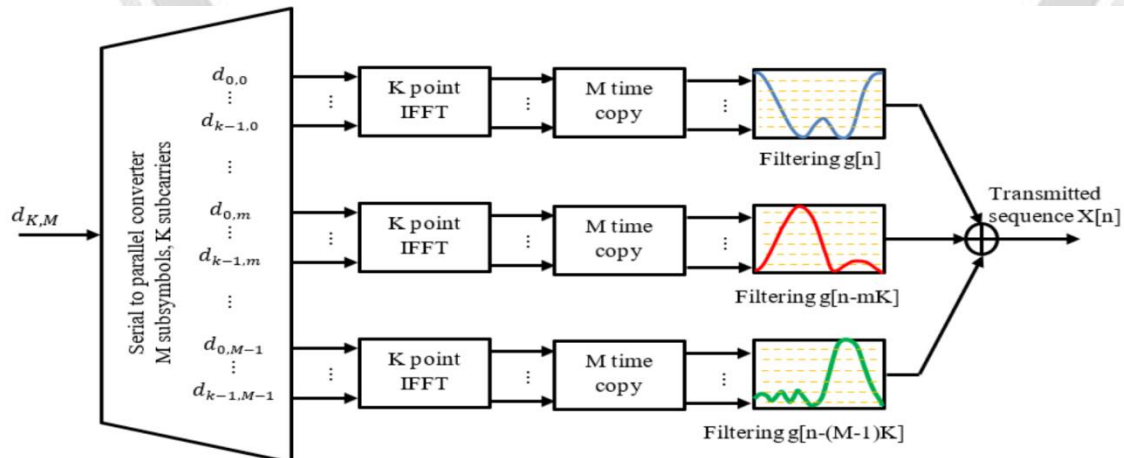 d_{K,M}
Serial to parallel converter
M subsymbols, K subcarriers
d_{0,0}
⋮
d_{k-1,0}
⋮
d_{0,m}
⋮
d_{k-1,m}
⋮
d_{0,M-1}
⋮
d_{k-1,M-1}
⋮
K point
IFFT
⋮
M time
copy
⋮
Filtering g[n]
⋮
K point
IFFT
⋮
M time
copy
⋮
Filtering g[n-mK]
⋮
K point
IFFT
⋮
M time
copy
⋮
Filtering g[n-(M-1)K]
Transmitted
sequence X[n]